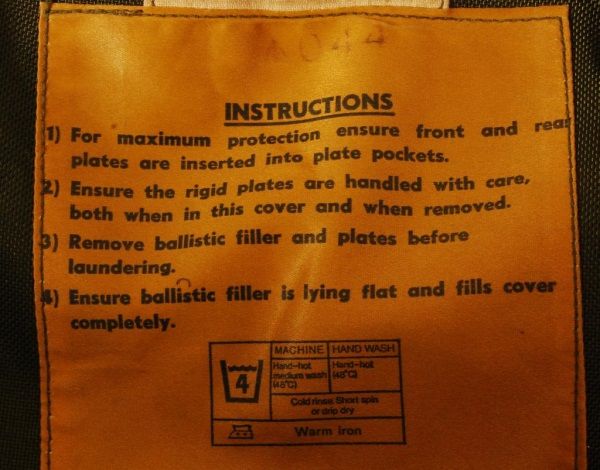 INSTRUCTIONS
1) For maximum protection ensure front and rear
plates are inserted into plate pockets.
2) Ensure the rigid plates are handled with care,
both when in this cover and when removed.
3) Remove ballistic filler and plates before
laundering.
4) Ensure ballistic filler is lying flat and fills cover
completely.
MACHINE HAND WASH
4
Hand-hot Hand-hot
medium wash (48°C)
(48°C)
Cold rinse. Short spin
or drip dry
Warm iron